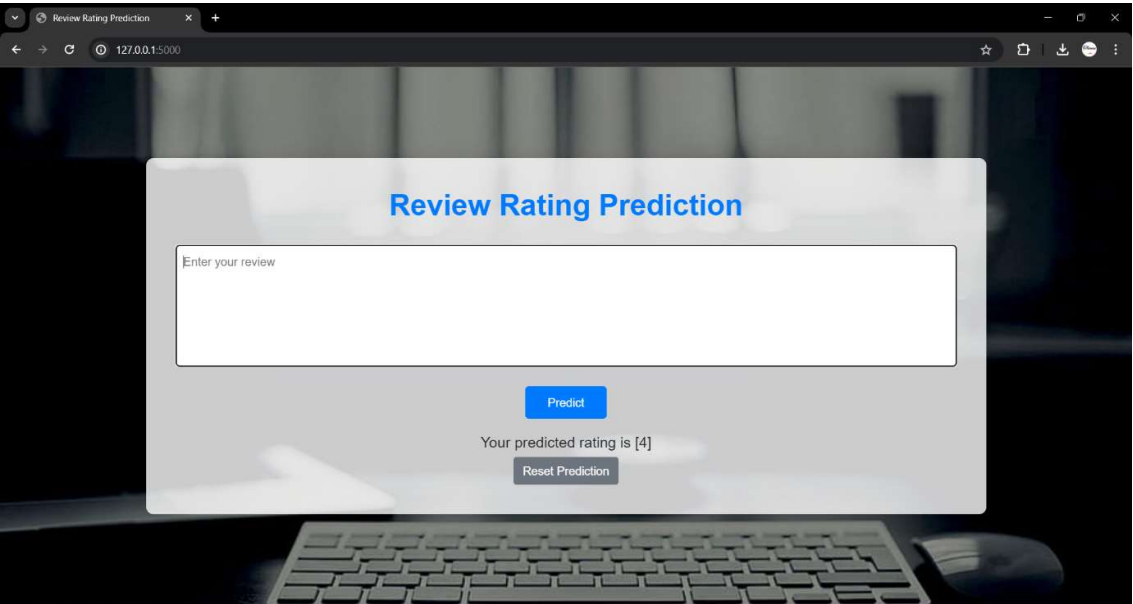 Review Rating Prediction
127.0.0.1:5000
Review Rating Prediction
Enter your review
Predict
Your predicted rating is [4]
Reset Prediction